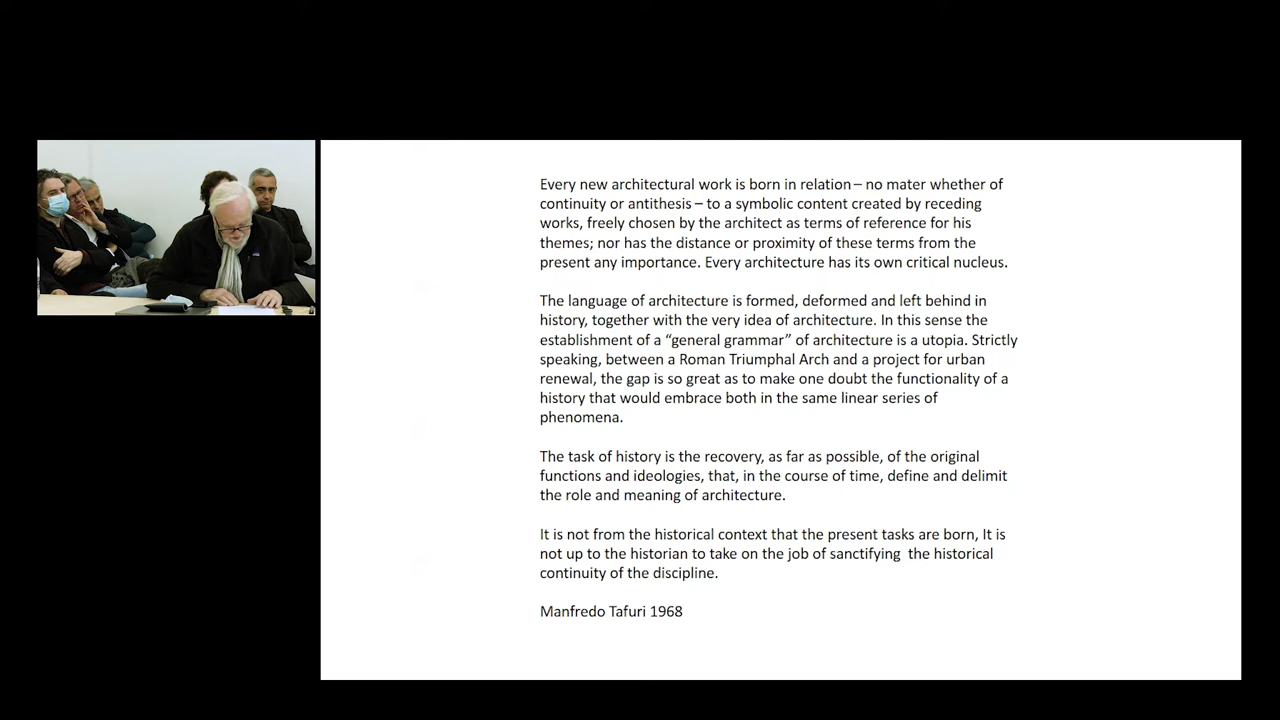 Every new architectural work is born in relation – no mater whether of
continuity or antithesis – to a symbolic content created by receding
works, freely chosen by the architect as terms of reference for his
themes; nor has the distance or proximity of these terms from the
present any importance. Every architecture has its own critical nucleus.
The language of architecture is formed, deformed and left behind in
history, together with the very idea of architecture. In this sense the
establishment of a “general grammar” of architecture is a utopia. Strictly
speaking, between a Roman Triumphal Arch and a project for urban
renewal, the gap is so great as to make one doubt the functionality of a
history that would embrace both in the same linear series of
phenomena.
The task of history is the recovery, as far as possible, of the original
functions and ideologies, that, in the course of time, define and delimit
the role and meaning of architecture.
It is not from the historical context that the present tasks are born, It is
not up to the historian to take on the job of sanctifying  the historical
continuity of the discipline.
Manfredo Tafuri 1968